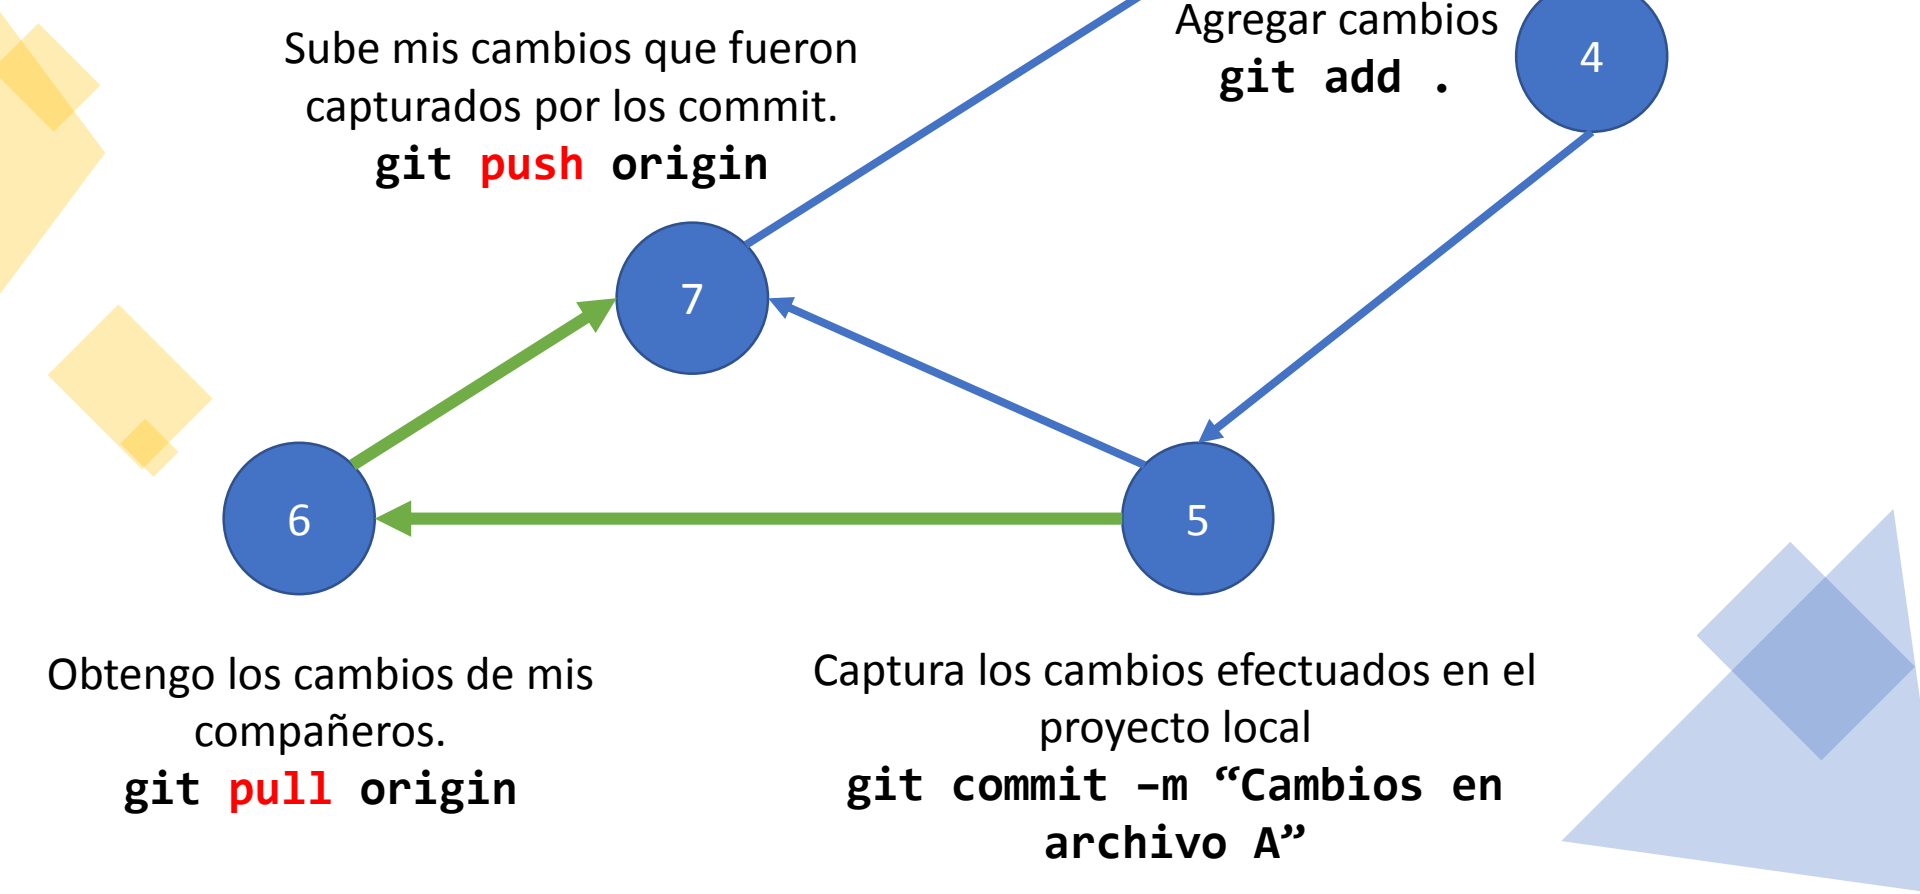 Sube mis cambios que fueron
capturados por los commit.
git push origin
Agregar cambios
git add .
4
7
6
5
Obtengo los cambios de mis
compañeros.
git pull origin
Captura los cambios efectuados en el
proyecto local
git commit –m “Cambios en
archivo A”